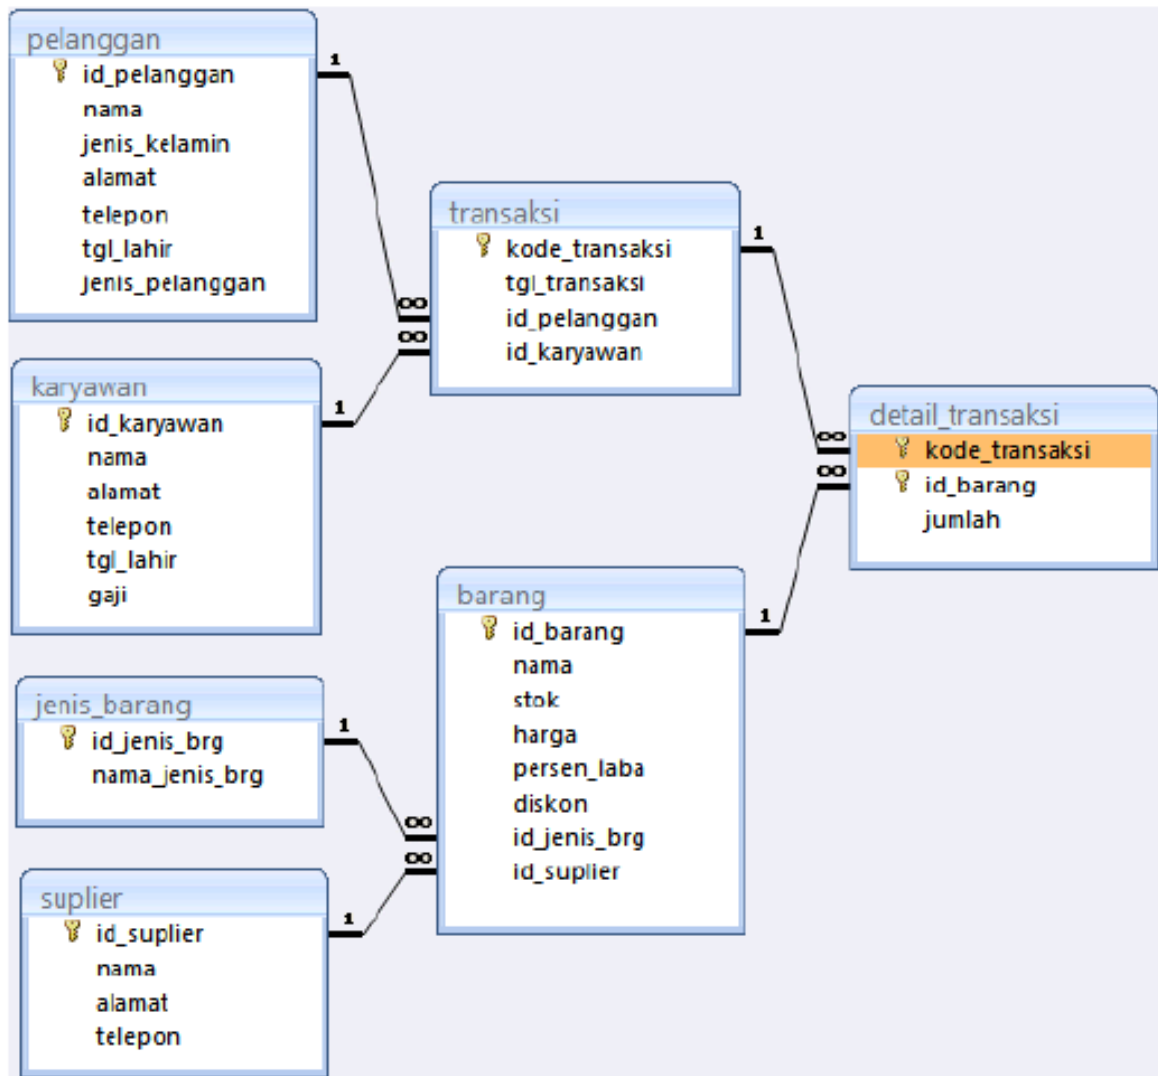 pelanggan
id_pelanggan
nama
jenis_kelamin
alamat
telepon
tgl_lahir
jenis_pelanggan
1
∞
transaksi
kode_transaksi
tgl_transaksi
id_pelanggan
id_karyawan
1
∞
karyawan
id_karyawan
nama
alamat
telepon
tgl_lahir
gaji
1
∞
detail_transaksi
kode_transaksi
id_barang
jumlah
∞
barang
id_barang
nama
stok
harga
persen_laba
diskon
id_jenis_brg
id_suplier
1
jenis_barang
id_jenis_brg
nama_jenis_brg
1
∞
suplier
id_suplier
nama
alamat
telepon
1
∞